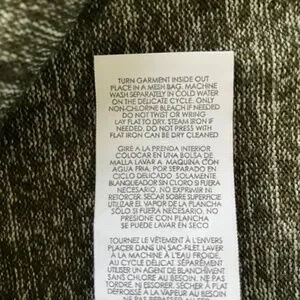 TURN GARMENT INSIDE OUT
PLACE IN A MESH BAG. MACHINE
WASH SEPARATELY IN COLD WATER
ON THE DELICATE CYCLE. ONLY
NON-CHLORINE BLEACH IF NEEDED
DO NOT TWIST OR WRING
LAY FLAT TO DRY. STEAM IRON IF
NEEDED. DO NOT PRESS WITH
FLAT IRON CAN BE DRY CLEANED
GIRE A LA PRENDA INTERIOR
COLOCAR EN UNA BOLSA DE
MALLA LAVAR A MAQUINA CON
AGUA FRIA; POR SEPARADO EN
CICLO DELICADO. SOLAMENTE
BLANQUEADOR SIN CLORO SI FUERA
NECESARIO. NO EXPRIMIR NI
RETORCER. SECAR SOBRE SUPERFICIE
UTILIZAR EL VAPOR DE LA PLANCHA
SÓLO SI FUERA NECESARIO. NO
PRESIONE CON PLANCHA
SE PUEDE LAVAR EN SECO
TOURNEZ LE VÊTEMENT À L'ENVERS
PLACER DANS UN SAC-FILET. LAVER
À LA MACHINE À L'EAU FROIDE,
AU CYCLE DÉLICAT. SÉPARÉMENT
UTILISER UN AGENT DE BLANCHIMENT
SANS CHLORE AU BESOIN. NE PAS
TORDRE, NI ESSORER. SÉCHER À PLAT
DÉFROISSÉ À LA VAPEUR AU BESOIN